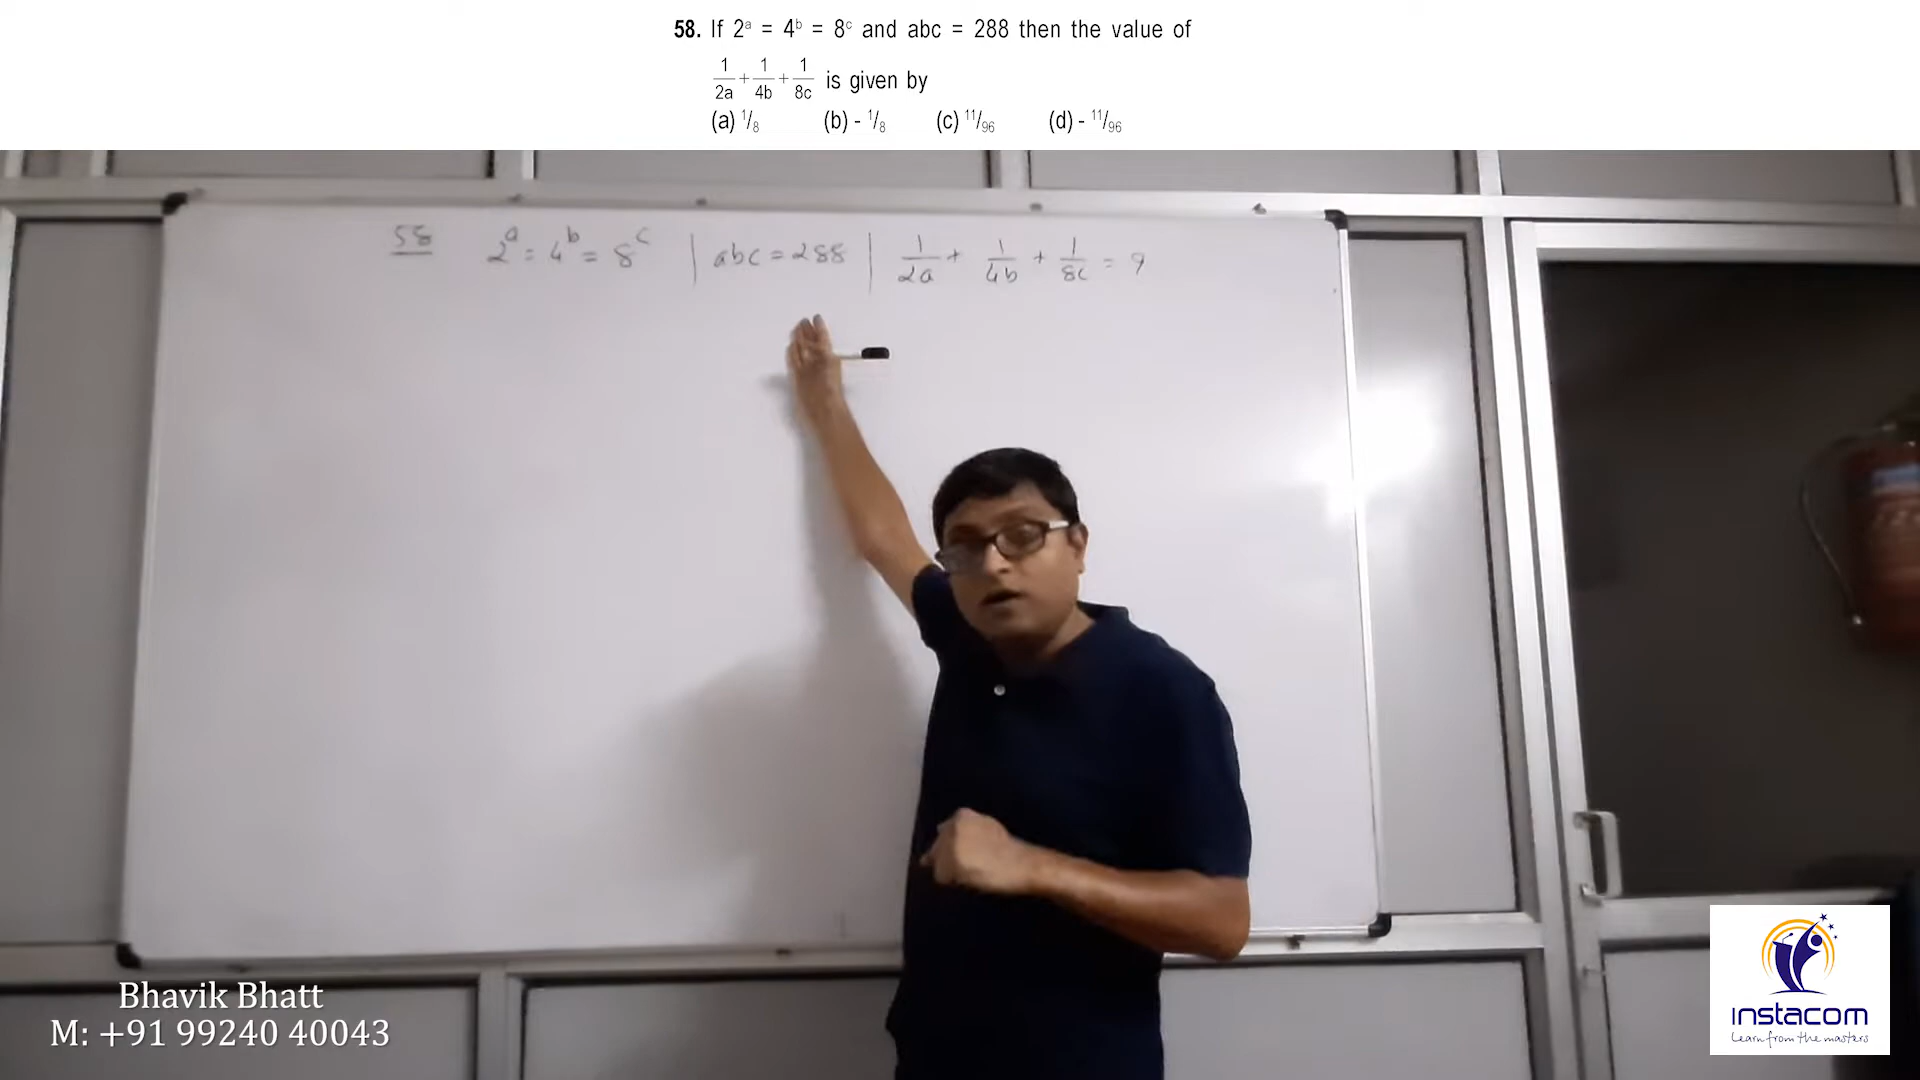 58. If 2ᵃ = 4ᵇ = 8ᶜ and abc = 288 then the value of
1/2a + 1/4b + 1/8c is given by
(a) 1/8 (b) - 1/8 (c) 11/96 (d) - 11/96
58 2ᵃ = 4ᵇ = 8ᶜ | abc = 288 | 1/2a + 1/4b + 1/8c = ?
Bhavik Bhatt
M: +91 99240 40043
ınstacom
Learn from the masters